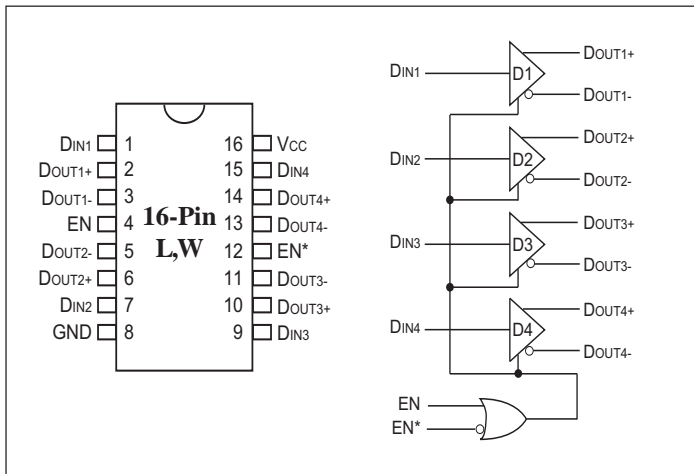 DIN1 1 16 VCC
DOUT1+ 2 15 DIN4
DOUT1- 3 14 DOUT4+
EN 4 13 DOUT4-
DOUT2- 5 12 EN*
DOUT2+ 6 11 DOUT3-
DIN2 7 10 DOUT3+
GND 8 9 DIN3
16-Pin
L,W
DIN1 D1 DOUT1+
DOUT1-
DIN2 D2 DOUT2+
DOUT2-
DIN3 D3 DOUT3+
DOUT3-
DIN4 D4 DOUT4+
DOUT4-
EN
EN*